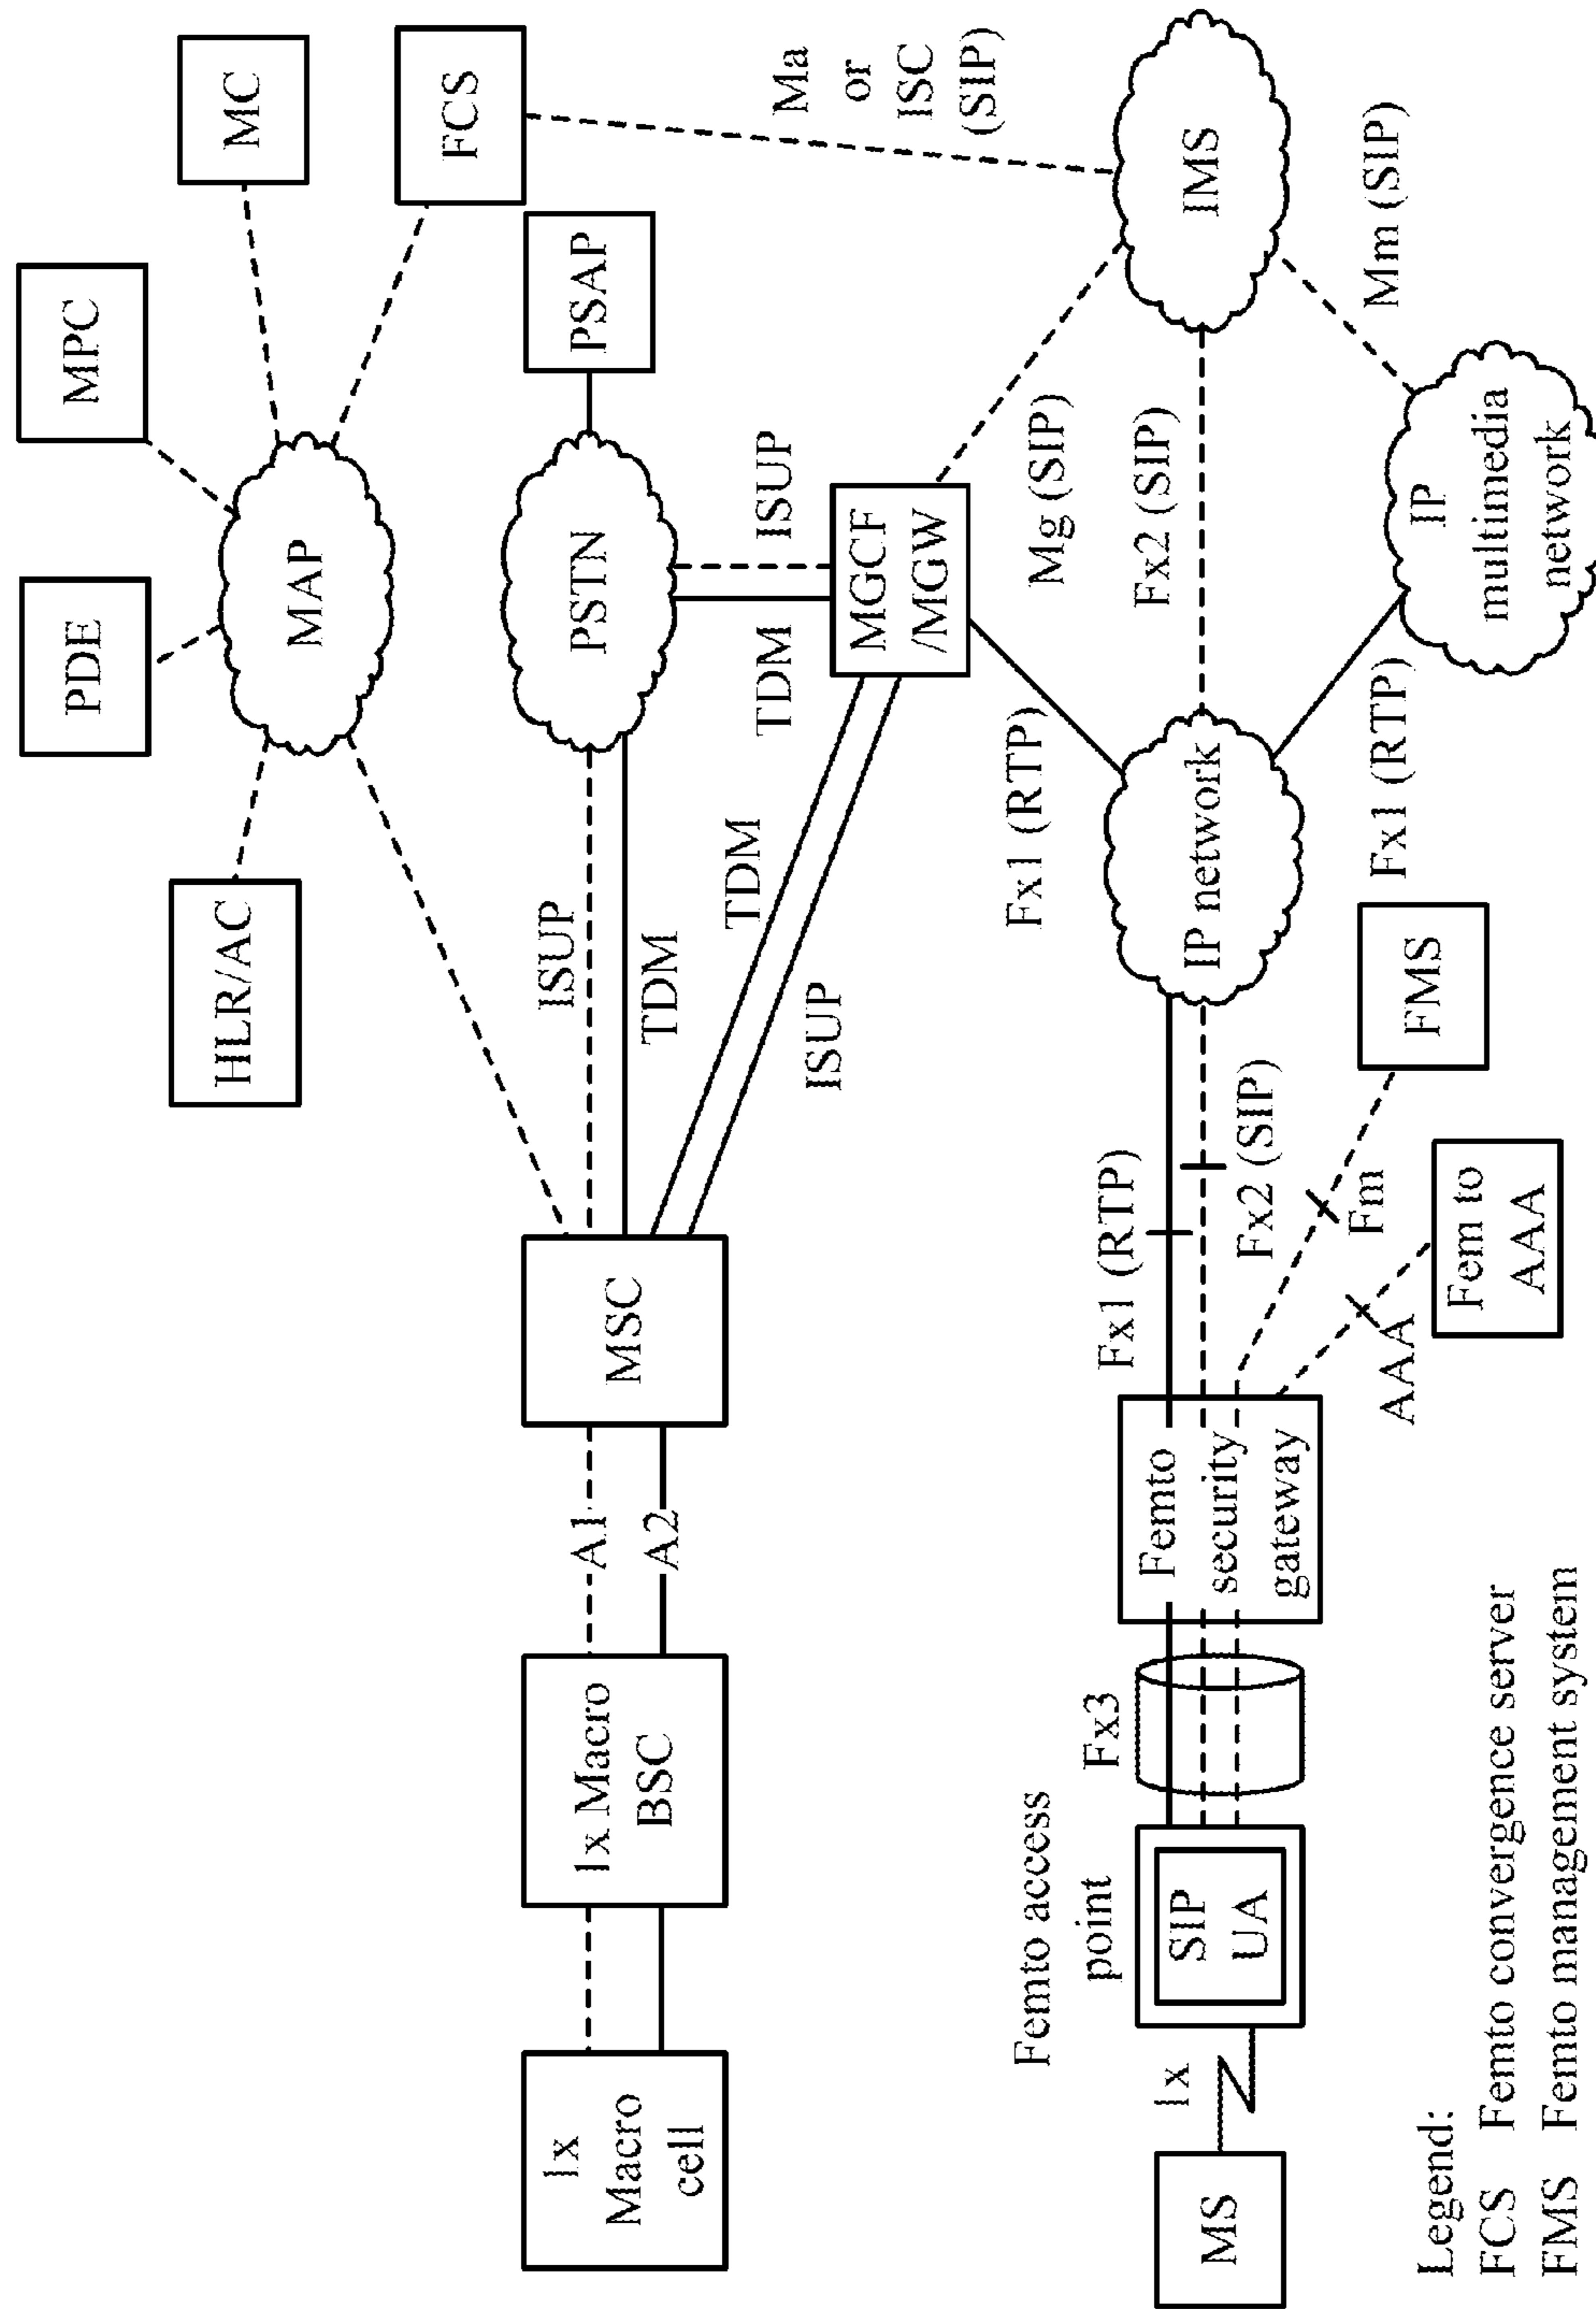 PDE
MPC
MC
HLR/AC
MAP
FCS
ISUP
TDM
PSTN
PSAP
1x
Macro
cell
1x Macro
BSC
A1
A2
MSC
TDM
ISUP
TDM
ISUP
MGCF
/MGW
Ma
or
ISC
(SIP)
Femto access
point
Fx3
Fx1 (RTP)
Fx1 (RTP)
Mg (SIP)
Fx2 (SIP)
MS
1x
SIP
UA
Femto
security
gateway
Fx2 (SIP)
IP network
IMS
Fm
AAA
FMS
Fx1 (RTP)
Mm (SIP)
Fem to
AAA
IP
multimedia
network
Legend:
FCS Femto convergence server
FMS Femto management system